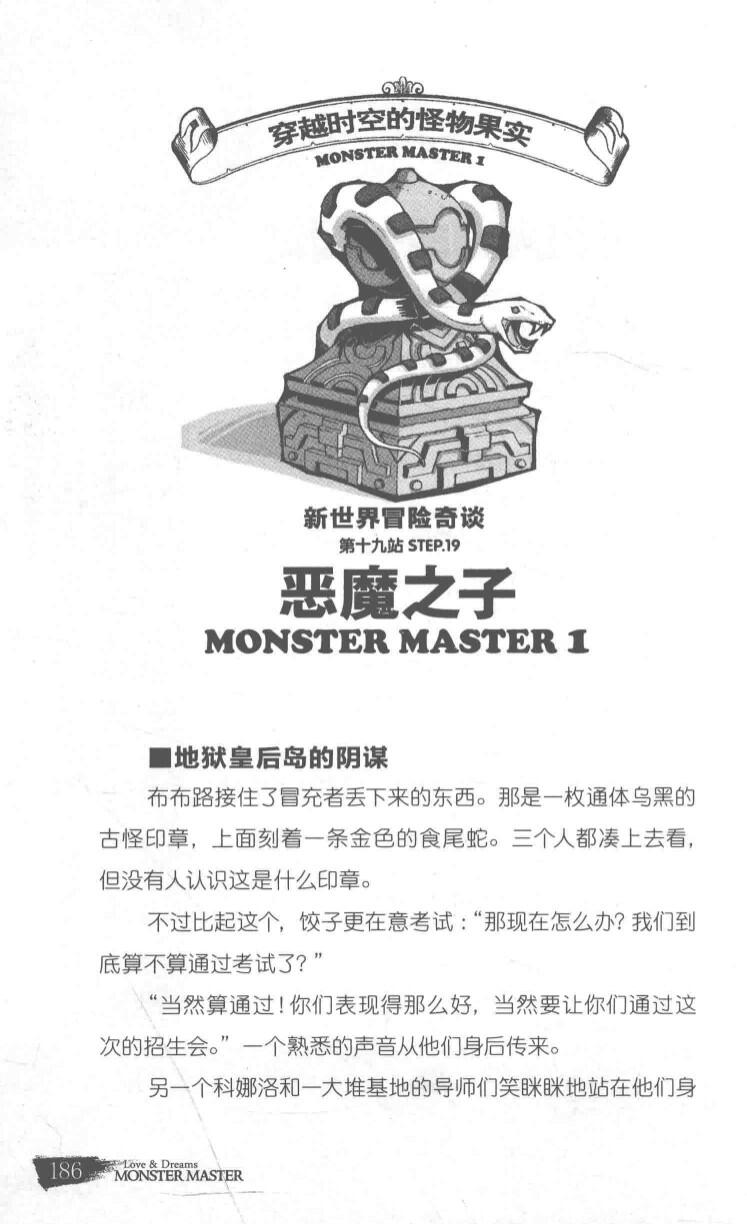 穿越时空的怪物果实
MONSTER MASTER 1
新世界冒险奇谈
第十九站 STEP.19
恶魔之子
MONSTER MASTER 1
■地狱皇后岛的阴谋
布布路接住了冒充者丢下来的东西。那是一枚通体乌黑的
古怪印章，上面刻着一条金色的食尾蛇。三个人都凑上去看，
但没有人认识这是什么印章。
不过比起这个，饺子更在意考试：“那现在怎么办？我们到
底算不算通过考试了？”
“当然算通过！你们表现得那么好，当然要让你们通过这
次的招生会。”一个熟悉的声音从他们身后传来。
另一个科娜洛和一大堆基地的导师们笑眯眯地站在他们身
186
Love & Dreams
MONSTER MASTER